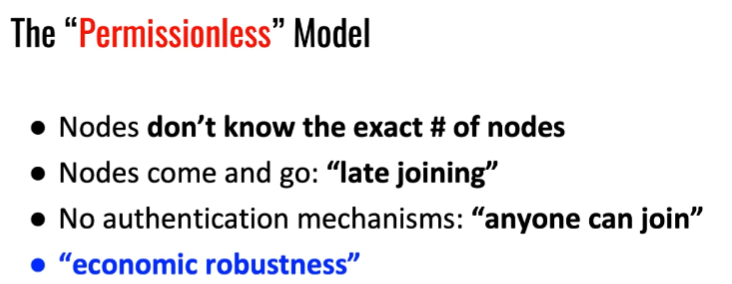 The “Permissionless” Model
● Nodes don’t know the exact # of nodes
● Nodes come and go: “late joining”
● No authentication mechanisms: “anyone can join”
● “economic robustness”